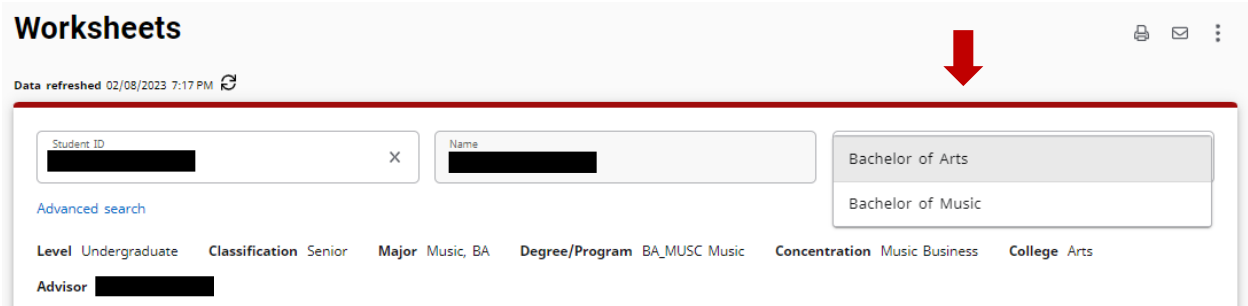 Worksheets
Data refreshed 02/08/2023 7:17 PM
Student ID
Name
Bachelor of Arts
Bachelor of Music
Advanced search
Level Undergraduate Classification Senior Major Music, BA Degree/Program BA_MUSC Music Concentration Music Business College Arts
Advisor